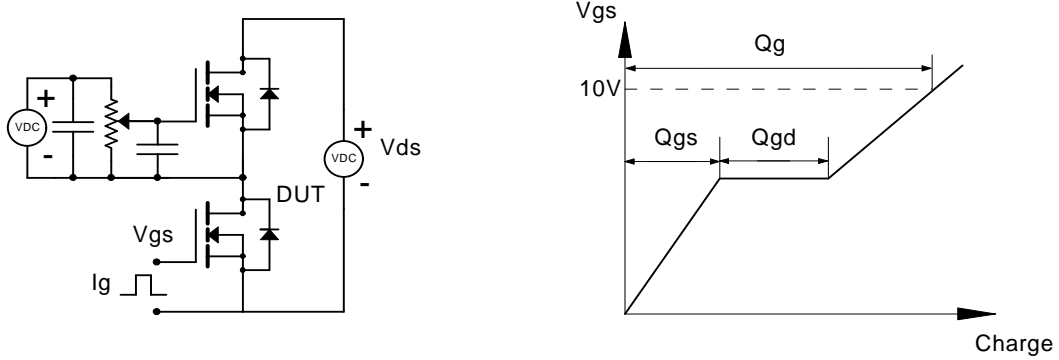 +
VDC
-
+
VDC
-
Vds
DUT
Vgs
Ig
Vgs
Qg
10V
Qgs
Qgd
Charge